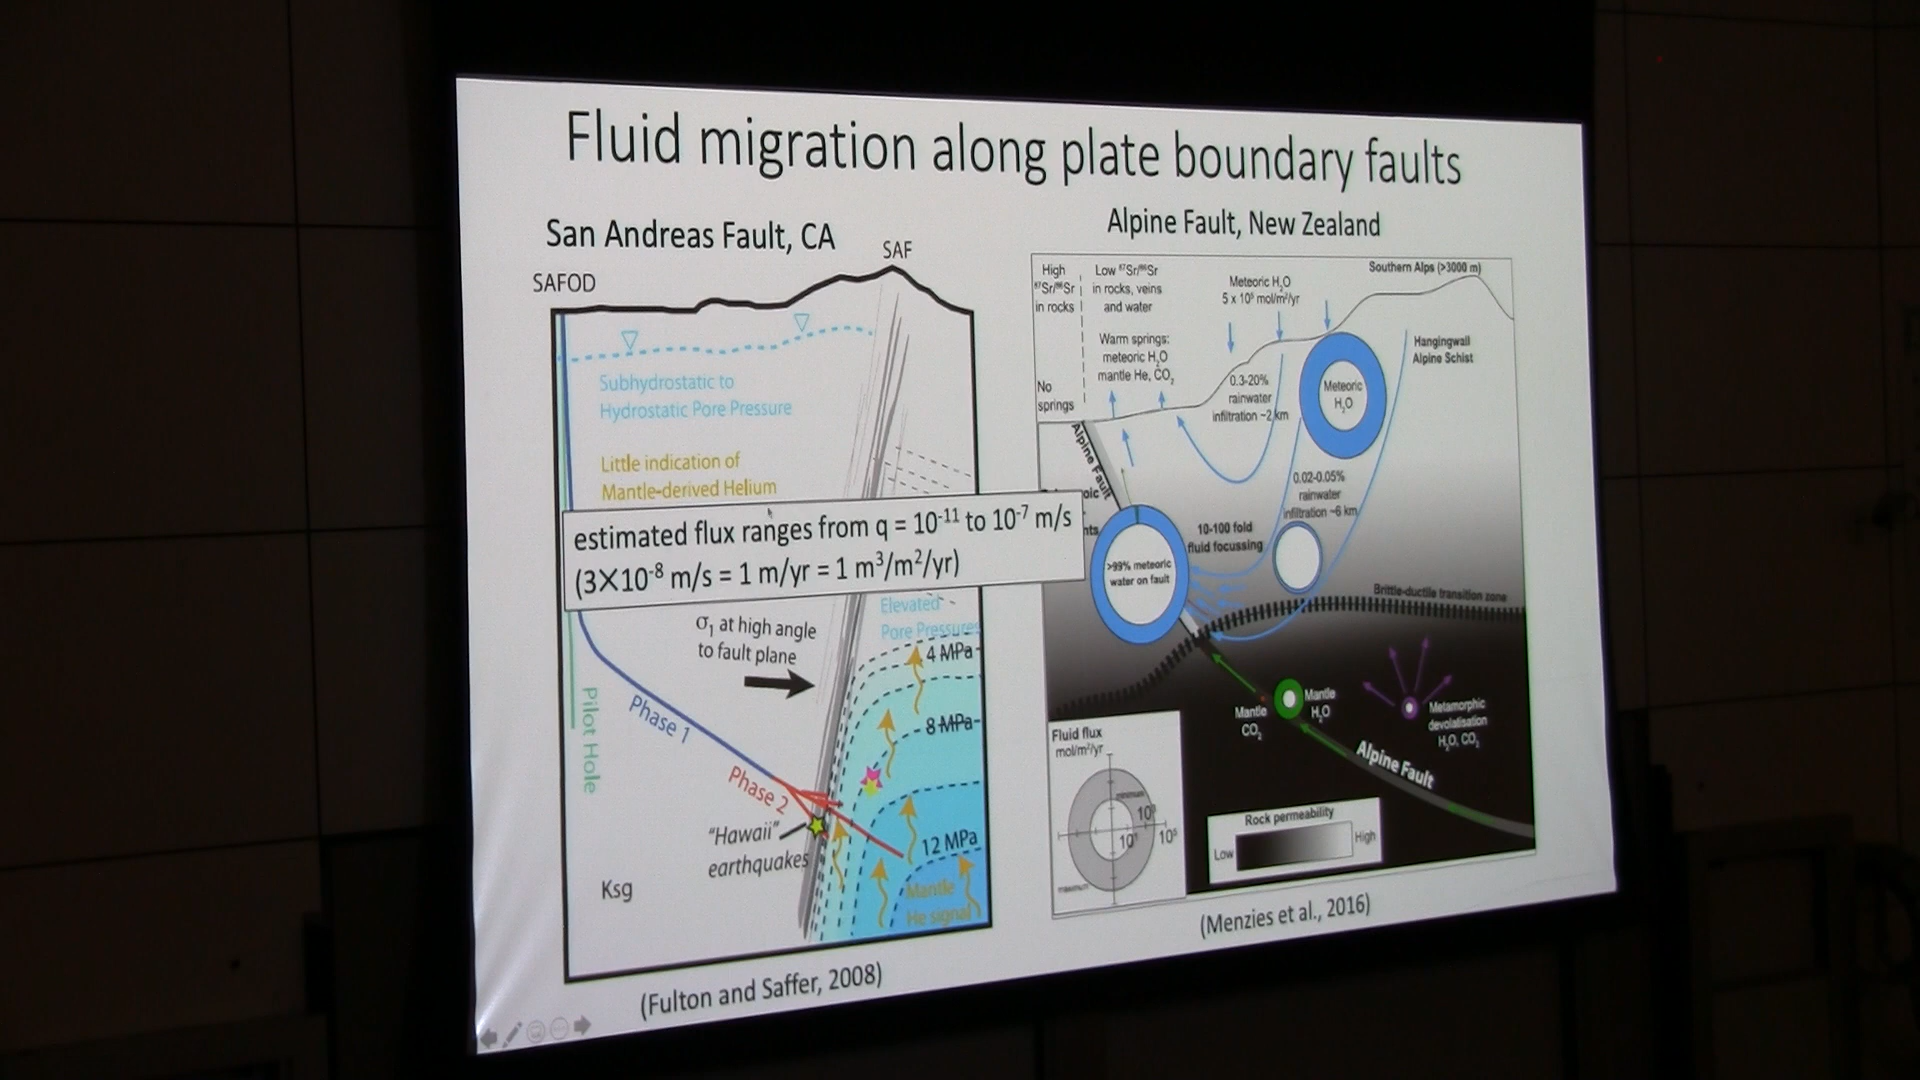 Fluid migration along plate boundary faults
San Andreas Fault, CA
SAFOD
SAF
Subhydrostatic to
Hydrostatic Pore Pressure
Little indication of
Mantle-derived Helium
estimated flux ranges from q = 10⁻¹¹ to 10⁻⁷ m/s
(3×10⁻⁸ m/s = 1 m/yr = 1 m³/m²/yr)
Elevated
Pore Pressures
σ₁ at high angle
to fault plane
4 MPa
8 MPa
12 MPa
Pilot Hole
Phase 1
Phase 2
"Hawaii"
earthquakes
Ksg
Mantle
He signal
(Fulton and Saffer, 2008)
Alpine Fault, New Zealand
High
⁸⁷Sr/⁸⁶Sr
in rocks
Low ⁸⁷Sr/⁸⁶Sr
in rocks, veins
and water
Meteoric H₂O
Southern Alps (>3000 m)
Warm springs:
meteoric H₂O
mantle He, CO₂
No
springs
0.3-20%
rainwater
infiltration ~2 km
Meteoric
H₂O
Hangingwall
Alpine Schist
Alpine Fault
0.02-0.05%
rainwater
infiltration ~6 km
10-100 fold
fluid focussing
>99% meteoric
water on fault
Brittle-ductile transition zone
Mantle
CO₂
Mantle
H₂O
Metamorphic
devolatilisation
H₂O, CO₂
Alpine Fault
Fluid flux
mol/m²/yr
minimum
maximum
Rock permeability
Low
High
(Menzies et al., 2016)